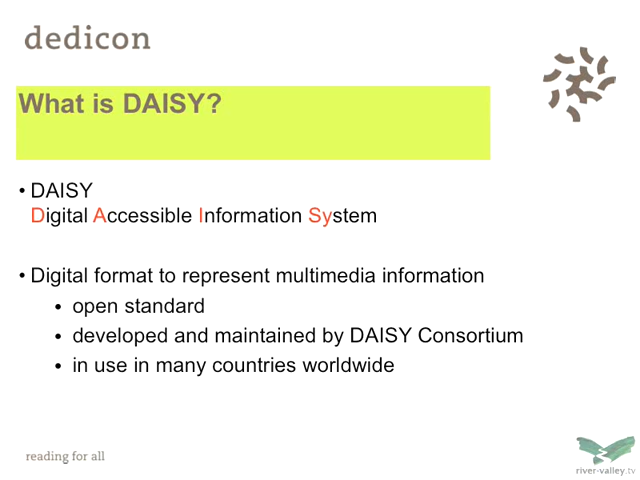 dedicon
What is DAISY?
• DAISY
Digital Accessible Information System
• Digital format to represent multimedia information
• open standard
• developed and maintained by DAISY Consortium
• in use in many countries worldwide
reading for all
river-valley.tv